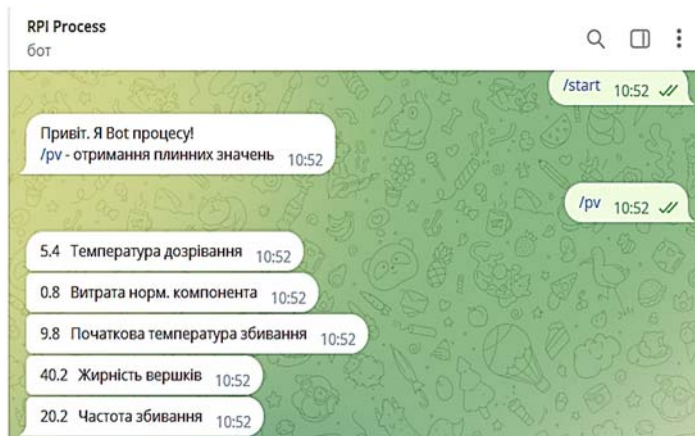 RPI Process
бот
/start 10:52
Привіт. Я Bot процесу!
/pv - отримання плинних значень 10:52
/pv 10:52
5.4 Температура дозрівання 10:52
0.8 Витрата норм. компонента 10:52
9.8 Початкова температура збивання 10:52
40.2 Жирність вершків 10:52
20.2 Частота збивання 10:52